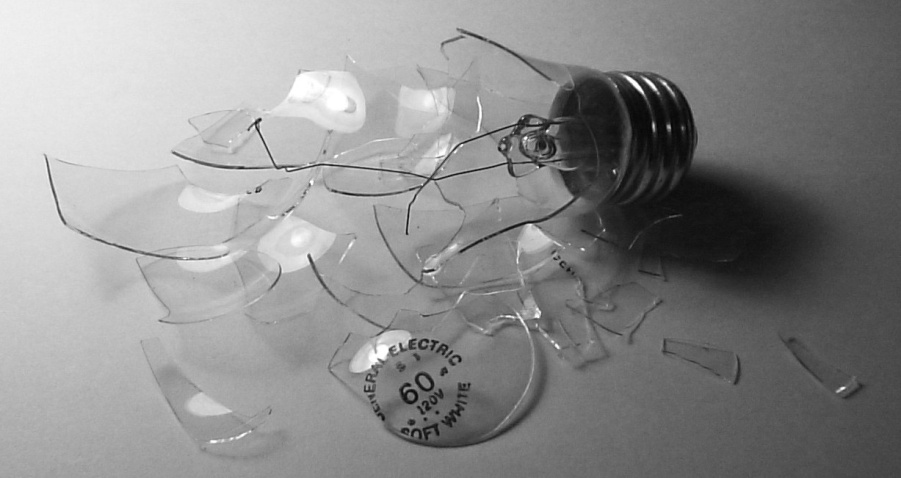 GENERAL ELECTRIC
60
120V
SOFT WHITE